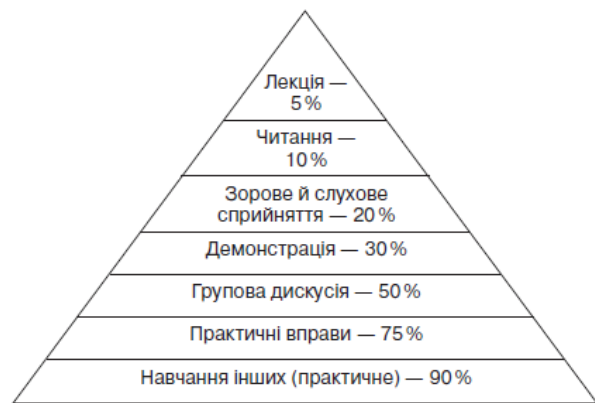 Лекція —
5 %
Читання —
10 %
Зорове й слухове
сприйняття — 20 %
Демонстрація — 30 %
Групова дискусія — 50 %
Практичні вправи — 75 %
Навчання інших (практичне) — 90 %